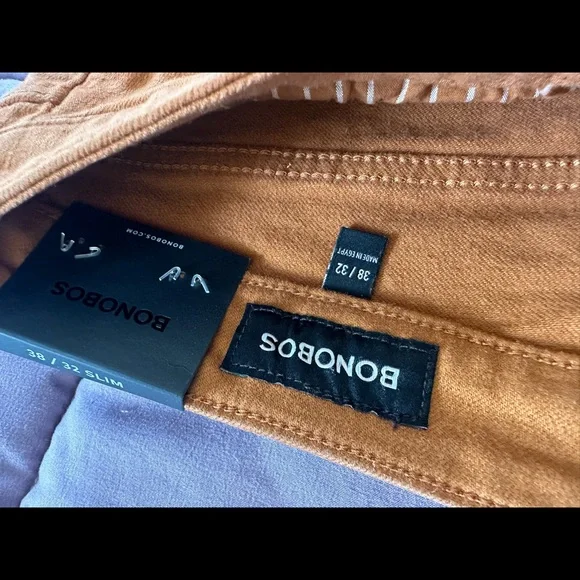 BONOBOS.COM
BONOBOS
38 / 32 SLIM
38 / 32
MADE IN EGYPT
BONOBOS